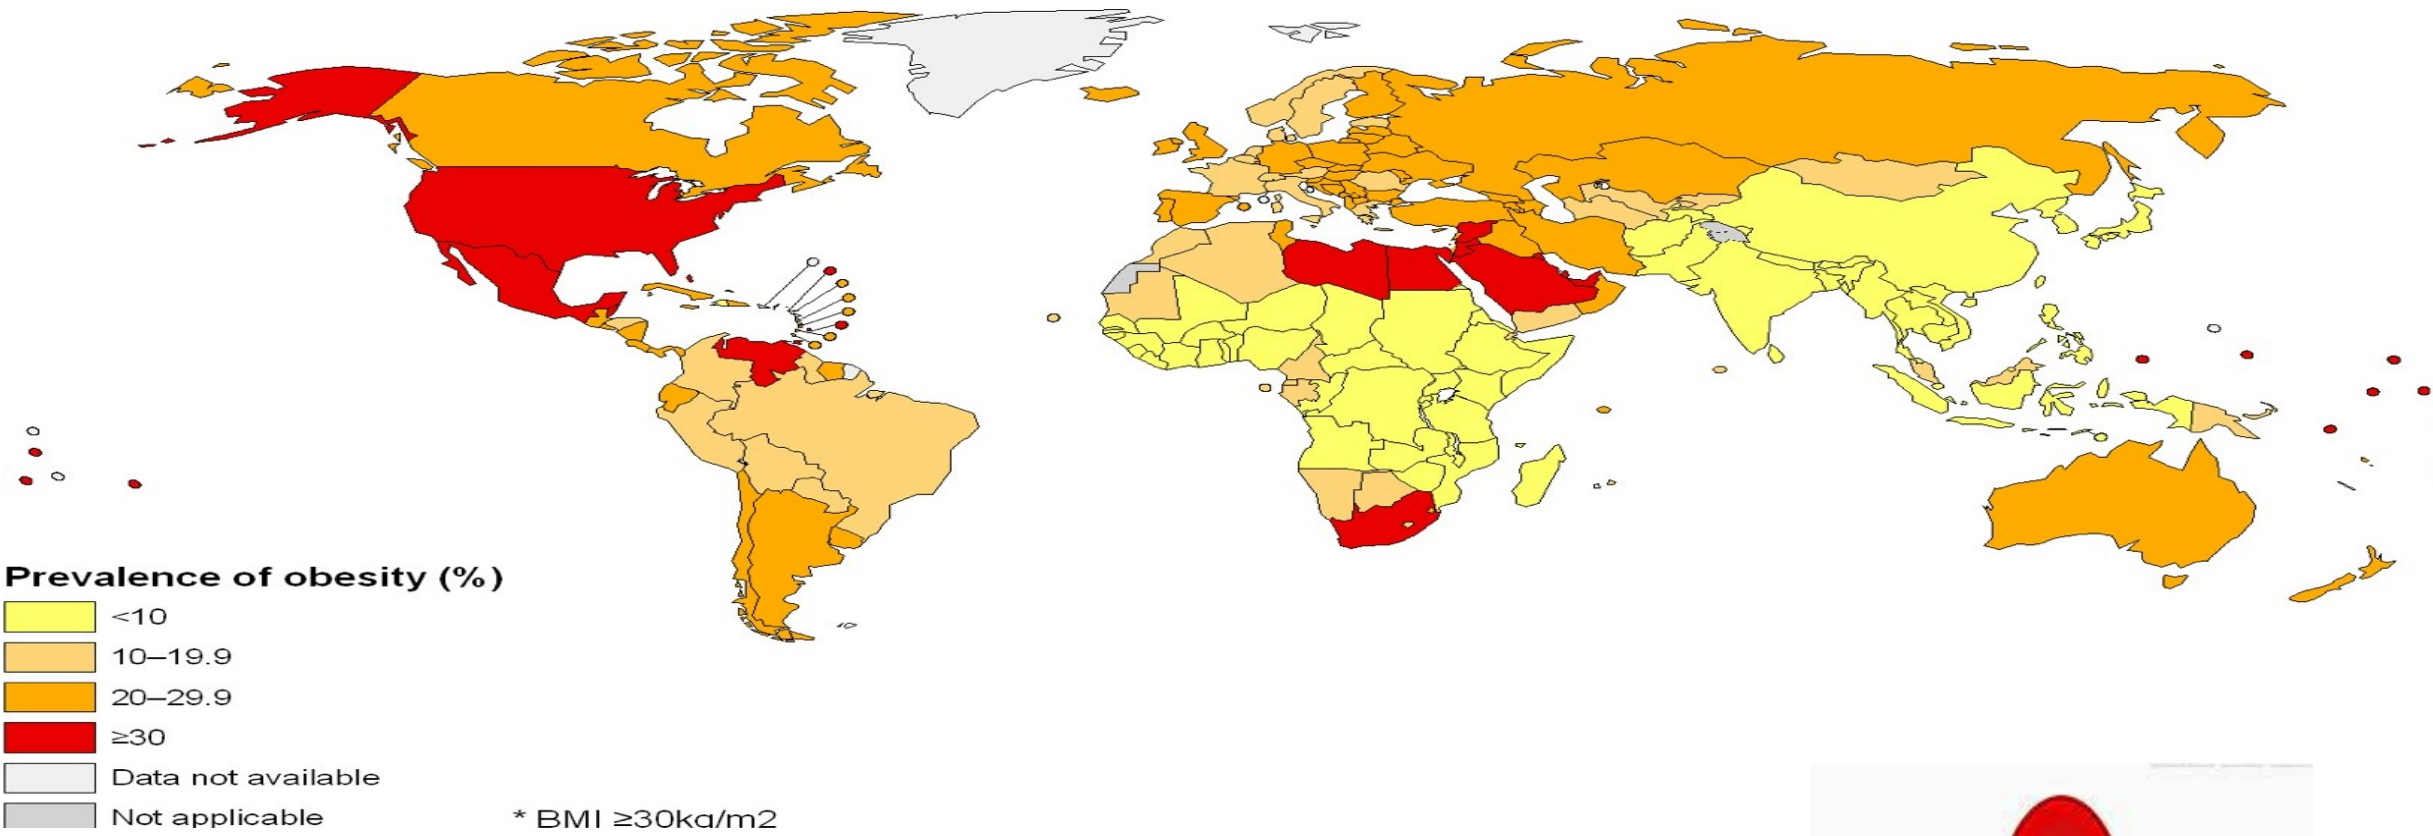 Prevalence of obesity (%)
<10
10–19.9
20–29.9
≥30
Data not available
Not applicable
* BMI ≥30kg/m2